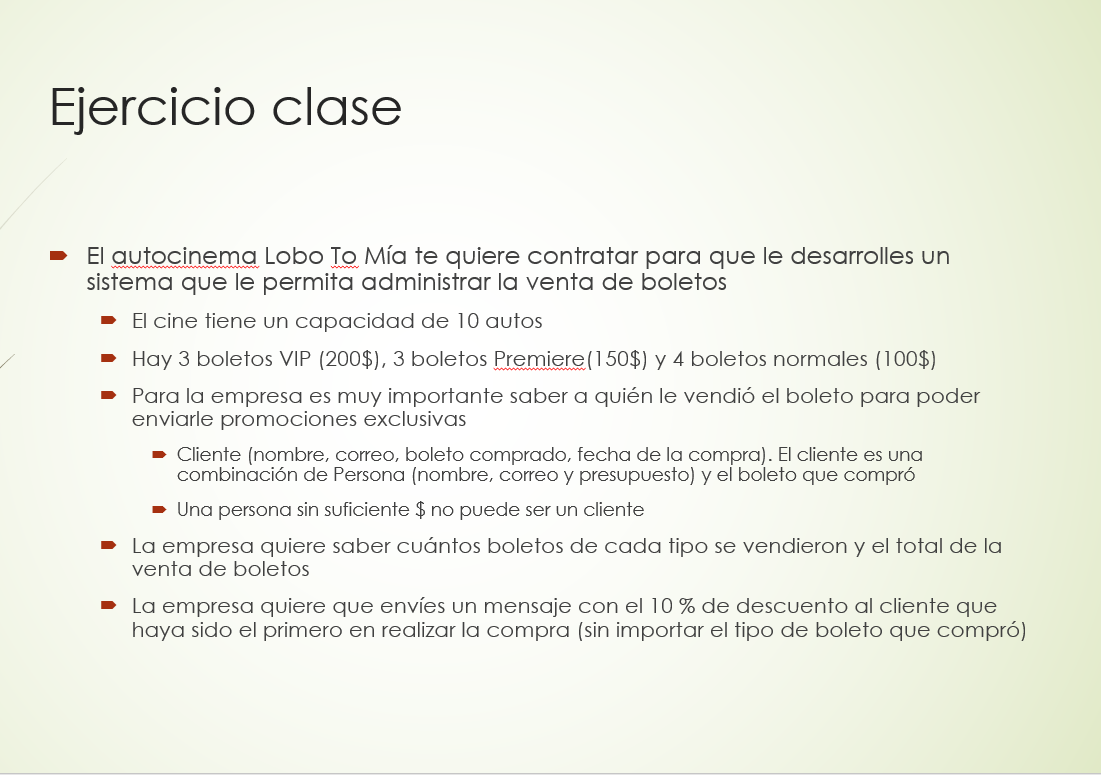 Ejercicio clase
El autocinema Lobo To Mía te quiere contratar para que le desarrolles un
sistema que le permita administrar la venta de boletos
El cine tiene un capacidad de 10 autos
Hay 3 boletos VIP (200$), 3 boletos Premiere(150$) y 4 boletos normales (100$)
Para la empresa es muy importante saber a quién le vendió el boleto para poder
enviarle promociones exclusivas
Cliente (nombre, correo, boleto comprado, fecha de la compra). El cliente es una
combinación de Persona (nombre, correo y presupuesto) y el boleto que compró
Una persona sin suficiente $ no puede ser un cliente
La empresa quiere saber cuántos boletos de cada tipo se vendieron y el total de la
venta de boletos
La empresa quiere que envíes un mensaje con el 10 % de descuento al cliente que
haya sido el primero en realizar la compra (sin importar el tipo de boleto que compró)